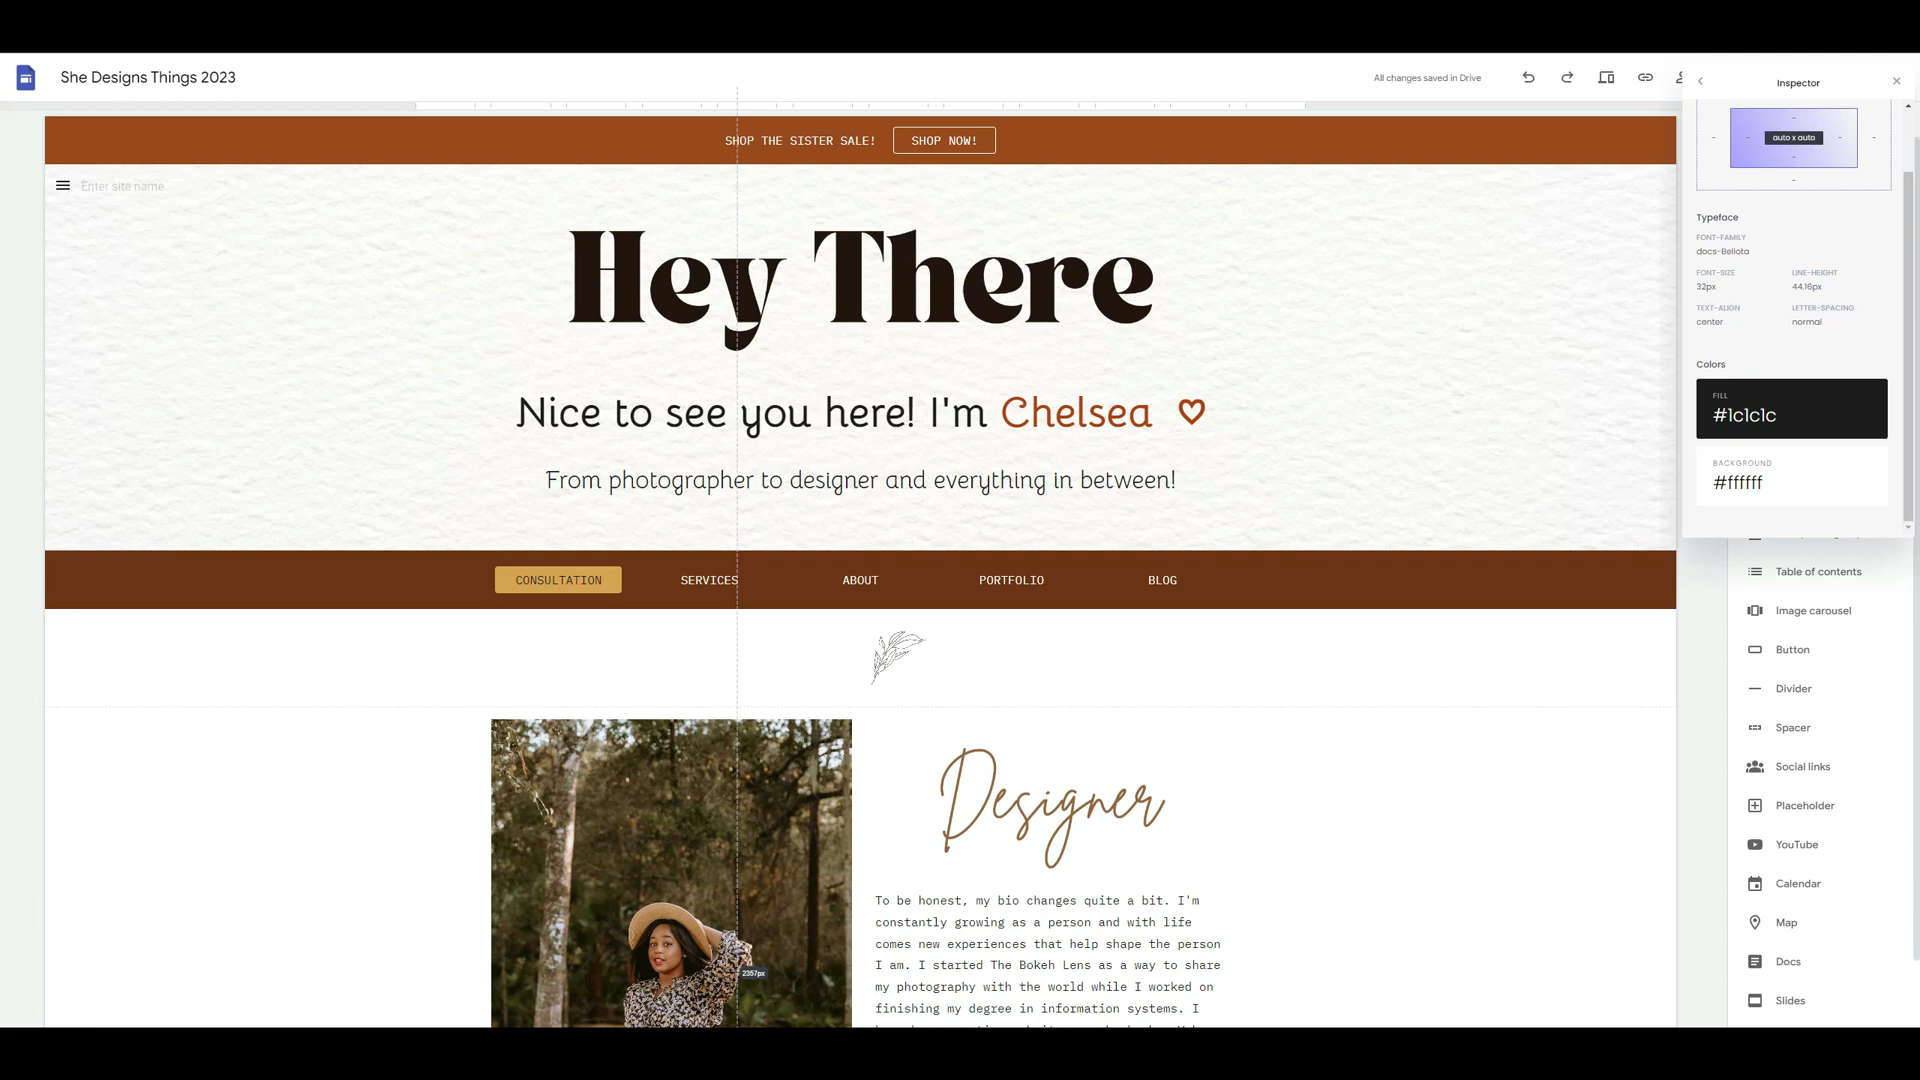 She Designs Things 2023
All changes saved in Drive
Inspector
SHOP THE SISTER SALE!
SHOP NOW!
auto x auto
Enter site name
Hey There
Nice to see you here! I'm Chelsea
From photographer to designer and everything in between!
Typeface
FONT-FAMILY
docs-Bellota
FONT-SIZE
LINE-HEIGHT
32px
44.16px
TEXT-ALIGN
LETTER-SPACING
center
normal
Colors
FILL
#1c1c1c
BACKGROUND
#ffffff
CONSULTATION
SERVICES
ABOUT
PORTFOLIO
BLOG
Designer
To be honest, my bio changes quite a bit. I'm
constantly growing as a person and with life
comes new experiences that help shape the person
I am. I started The Bokeh Lens as a way to share
my photography with the world while I worked on
finishing my degree in information systems. I
2357px
Table of contents
Image carousel
Button
Divider
Spacer
Social links
Placeholder
YouTube
Calendar
Map
Docs
Slides